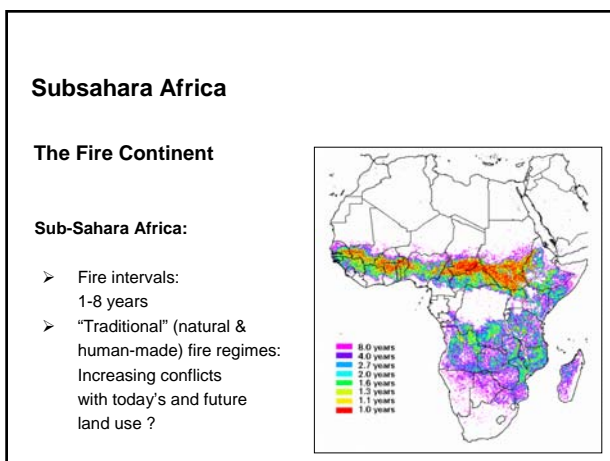 Subsahara Africa
The Fire Continent
Sub-Sahara Africa:
➢ Fire intervals:
1-8 years
➢ “Traditional” (natural &
human-made) fire regimes:
Increasing conflicts
with today’s and future
land use ?
8.0 years
4.0 years
2.7 years
2.0 years
1.6 years
1.3 years
1.1 years
1.0 years